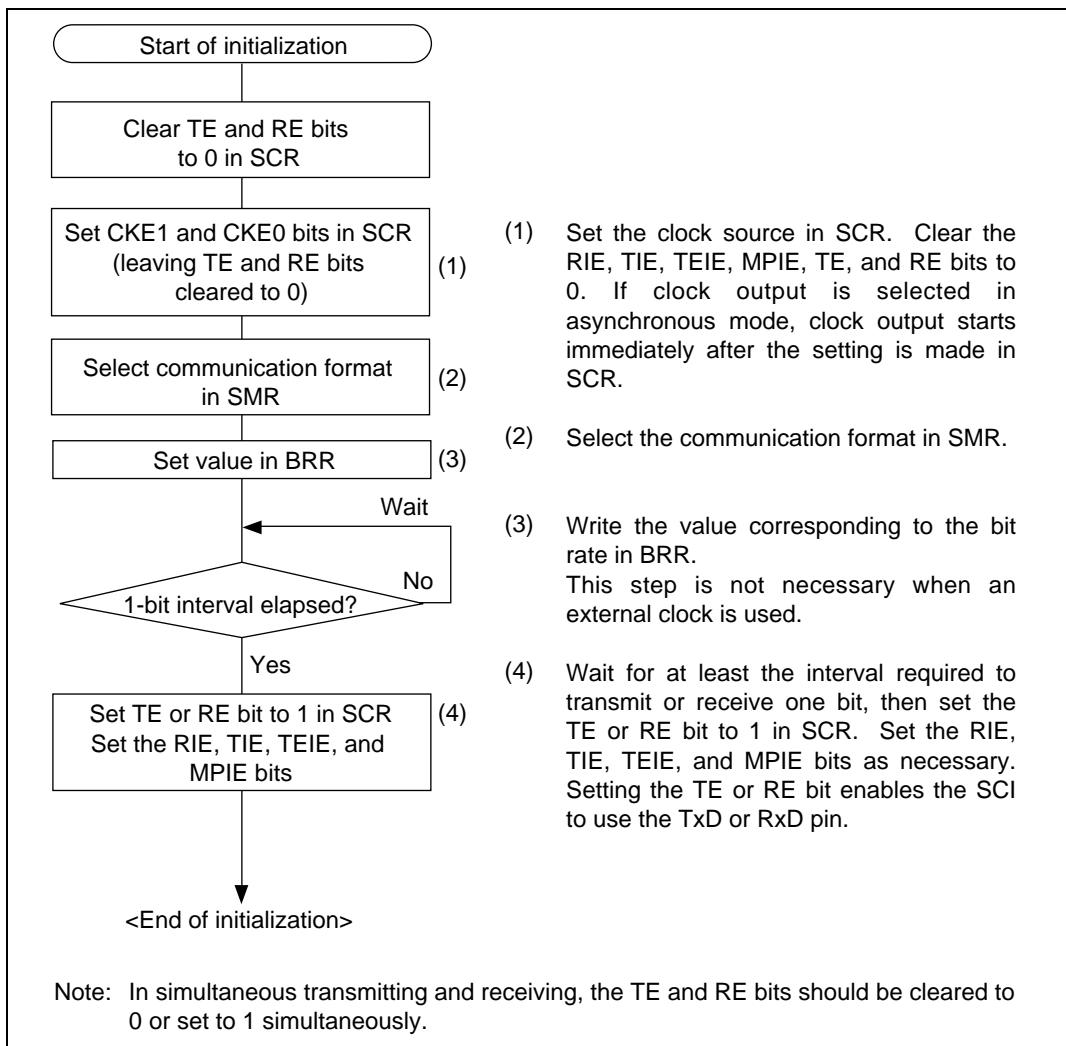 Start of initialization
Clear TE and RE bits
to 0 in SCR
Set CKE1 and CKE0 bits in SCR
(leaving TE and RE bits
cleared to 0)
(1)
Select communication format
in SMR
(2)
Set value in BRR
(3)
Wait
No
1-bit interval elapsed?
Yes
Set TE or RE bit to 1 in SCR
Set the RIE, TIE, TEIE, and
MPIE bits
(4)
<End of initialization>
(1) Set the clock source in SCR. Clear the
RIE, TIE, TEIE, MPIE, TE, and RE bits to
0. If clock output is selected in
asynchronous mode, clock output starts
immediately after the setting is made in
SCR.
(2) Select the communication format in SMR.
(3) Write the value corresponding to the bit
rate in BRR.
This step is not necessary when an
external clock is used.
(4) Wait for at least the interval required to
transmit or receive one bit, then set the
TE or RE bit to 1 in SCR. Set the RIE,
TIE, TEIE, and MPIE bits as necessary.
Setting the TE or RE bit enables the SCI
to use the TxD or RxD pin.
Note: In simultaneous transmitting and receiving, the TE and RE bits should be cleared to
0 or set to 1 simultaneously.